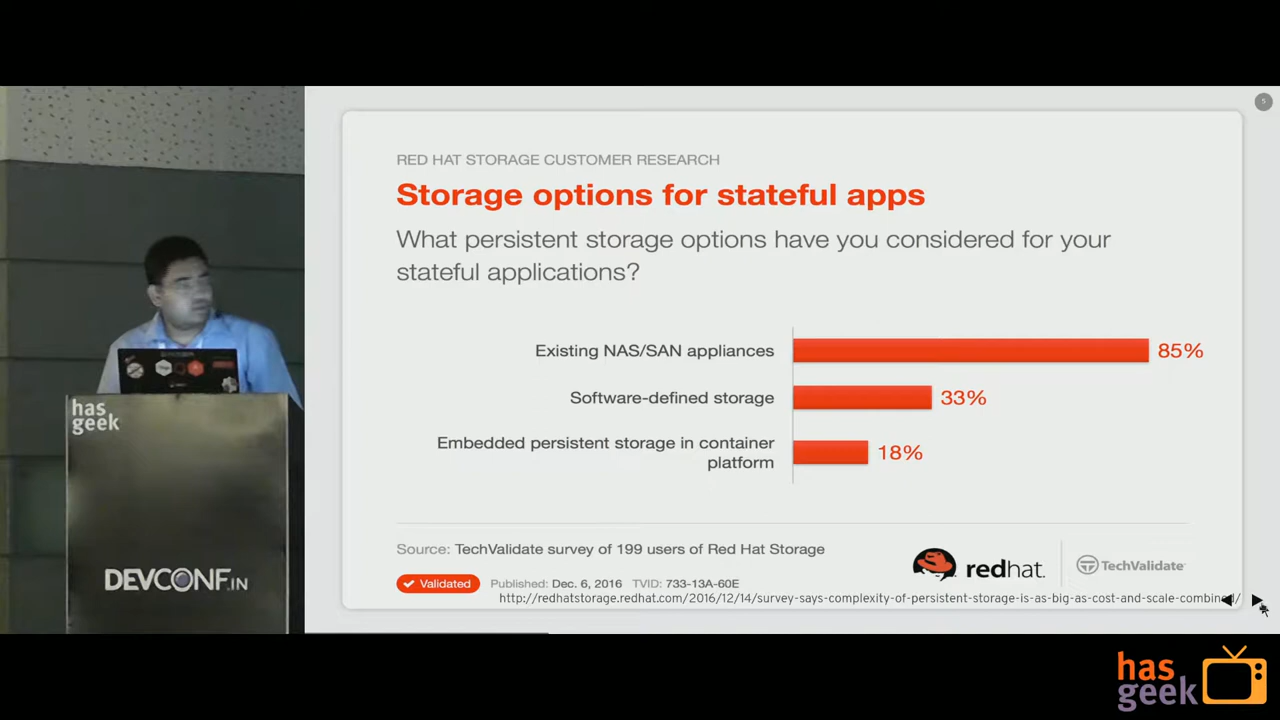 5
RED HAT STORAGE CUSTOMER RESEARCH
Storage options for stateful apps
What persistent storage options have you considered for your
stateful applications?
Existing NAS/SAN appliances
85%
Software-defined storage
33%
Embedded persistent storage in container
platform
18%
Source: TechValidate survey of 199 users of Red Hat Storage
Validated Published: Dec. 6, 2016 TVID: 733-13A-60E
redhat.
TechValidate
http://redhatstorage.redhat.com/2016/12/14/survey-says-complexity-of-persistent-storage-is-as-big-as-cost-and-scale-combined/
has
geek
DEVCONF.IN
has
geek